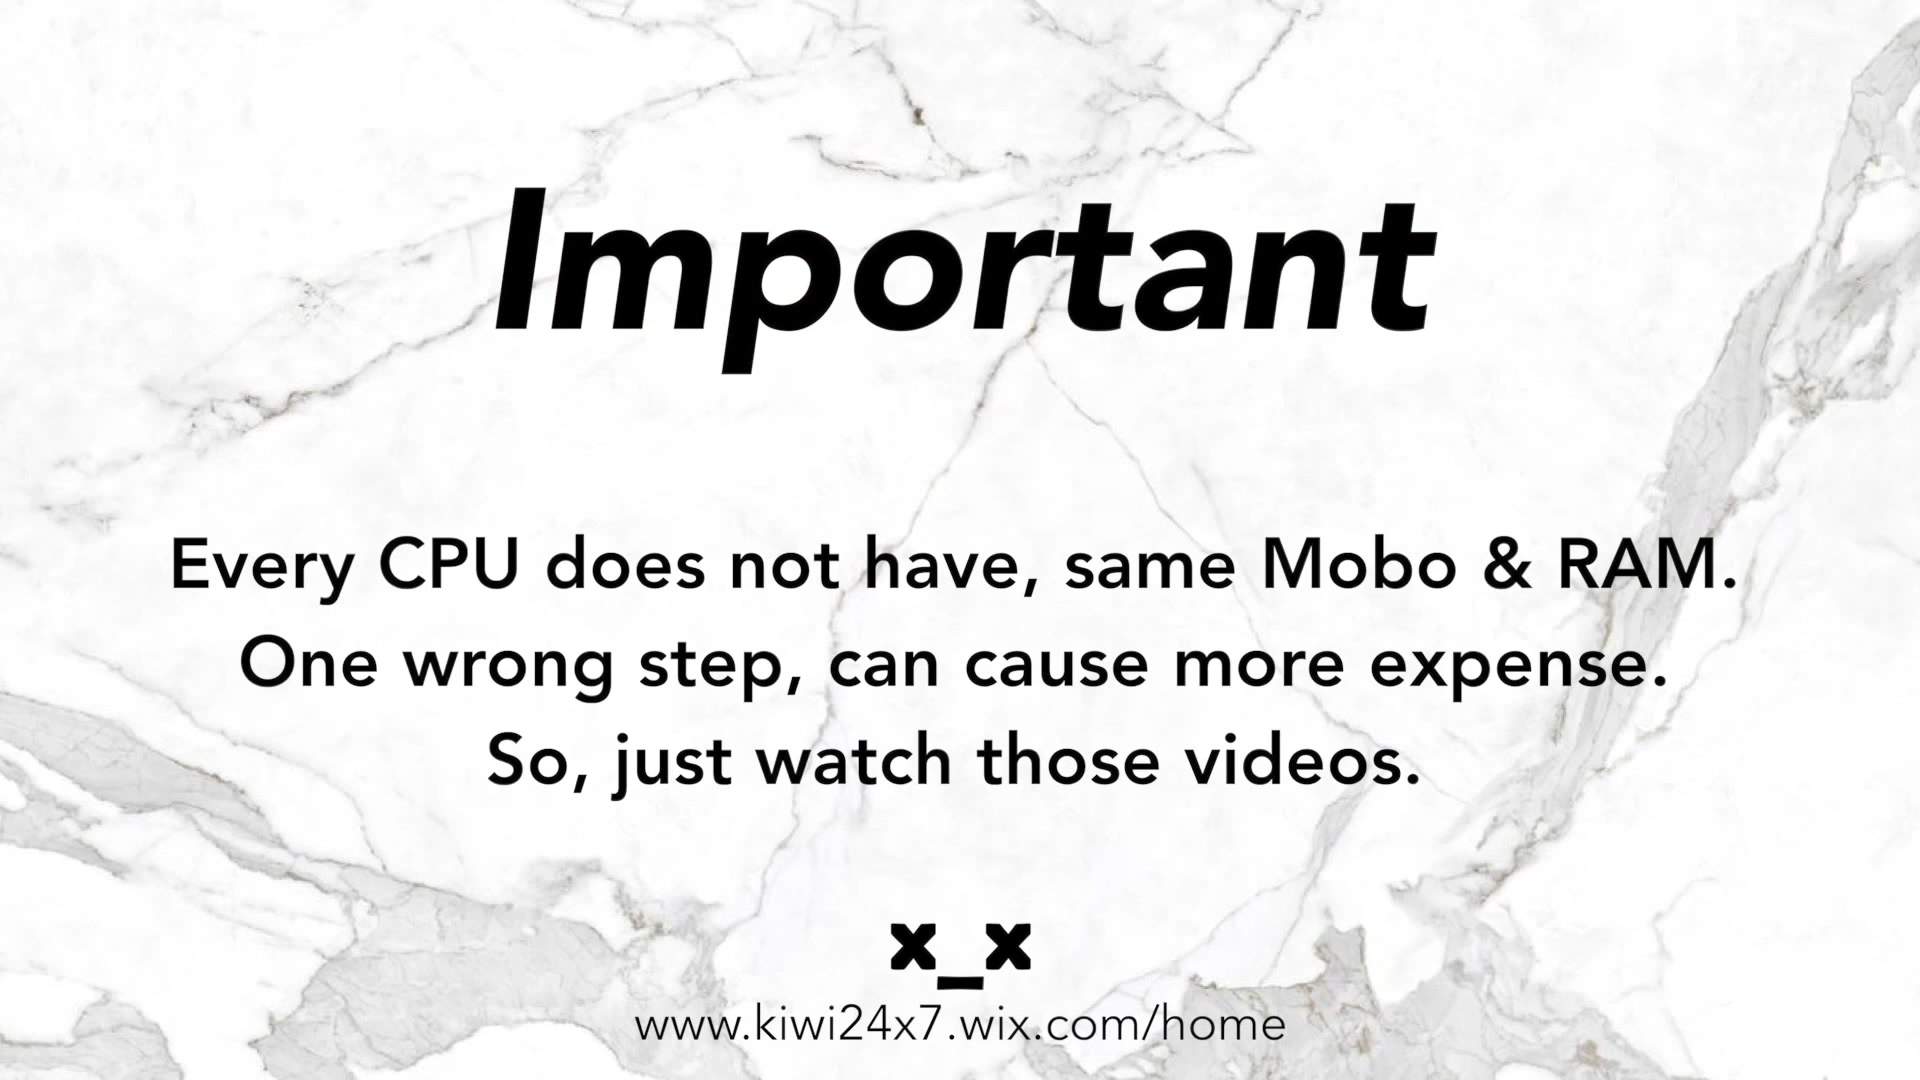 Important
Every CPU does not have, same Mobo & RAM.
One wrong step, can cause more expense.
So, just watch those videos.
x_x
www.kiwi24x7.wix.com/home